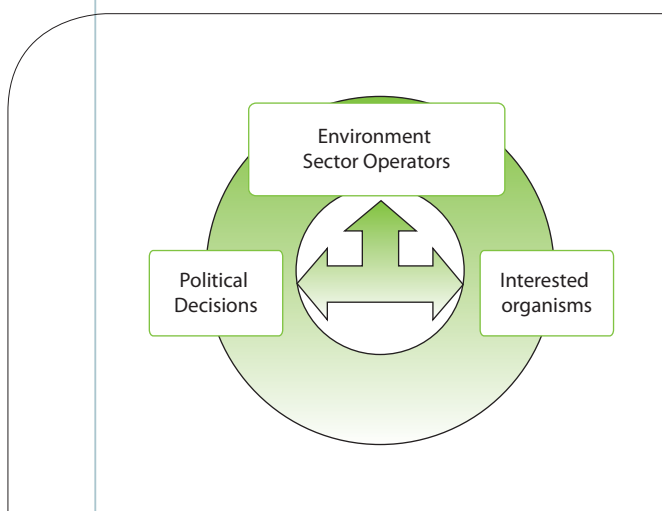 Environment
Sector Operators
Political
Decisions
Interested
organisms